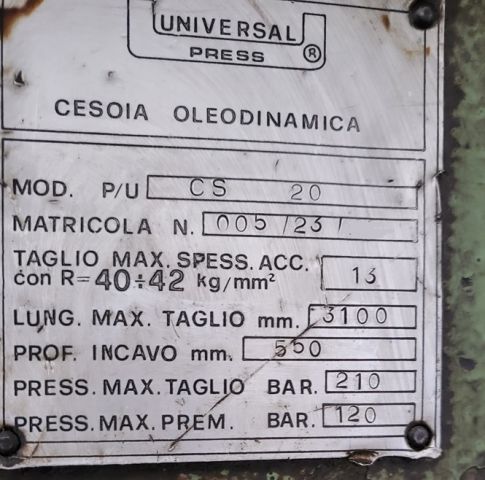 UNIVERSAL
PRESS ®
CESOIA OLEODINAMICA
MOD. P/U CS 20
MATRICOLA N. 005/23/
TAGLIO MAX. SPESS. ACC. 13
con R=40÷42 kg/mm²
LUNG. MAX. TAGLIO mm. 3100
PROF. INCAVO mm. 550
PRESS. MAX. TAGLIO BAR. 210
PRESS. MAX. PREM. BAR. 120